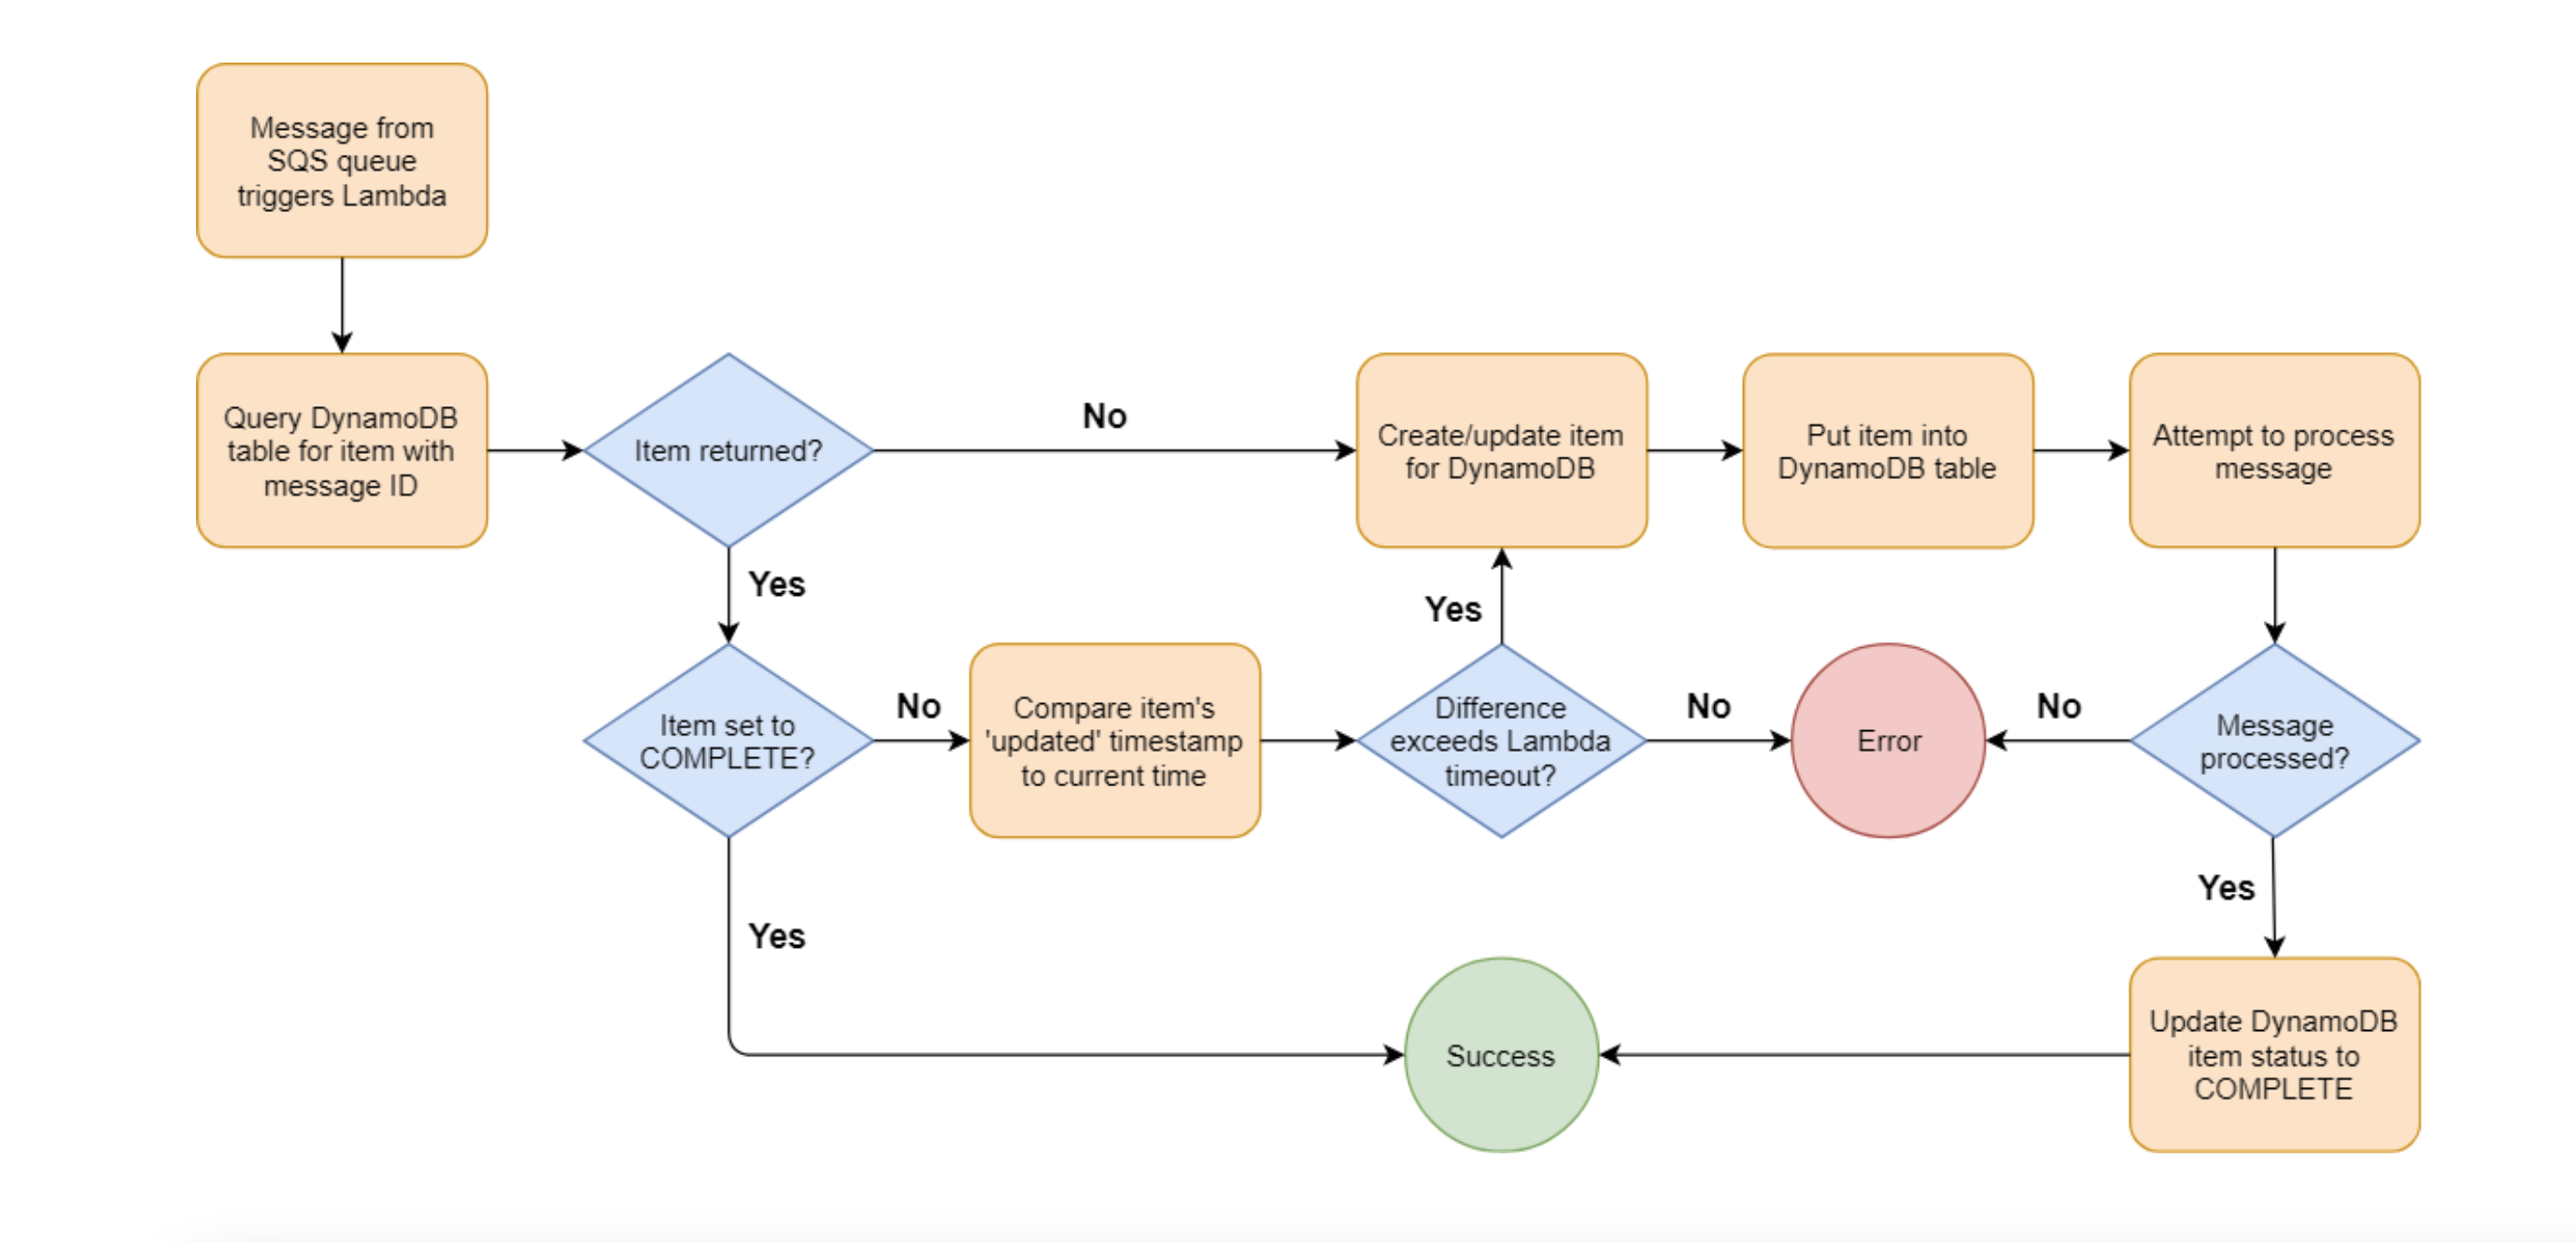 Message from
SQS queue
triggers Lambda
Query DynamoDB
table for item with
message ID
Item returned?
No
Create/update item
for DynamoDB
Put item into
DynamoDB table
Attempt to process
message
Yes
Yes
Item set to
COMPLETE?
No
Compare item's
'updated' timestamp
to current time
Difference
exceeds Lambda
timeout?
No
Error
No
Message
processed?
Yes
Yes
Success
Update DynamoDB
item status to
COMPLETE